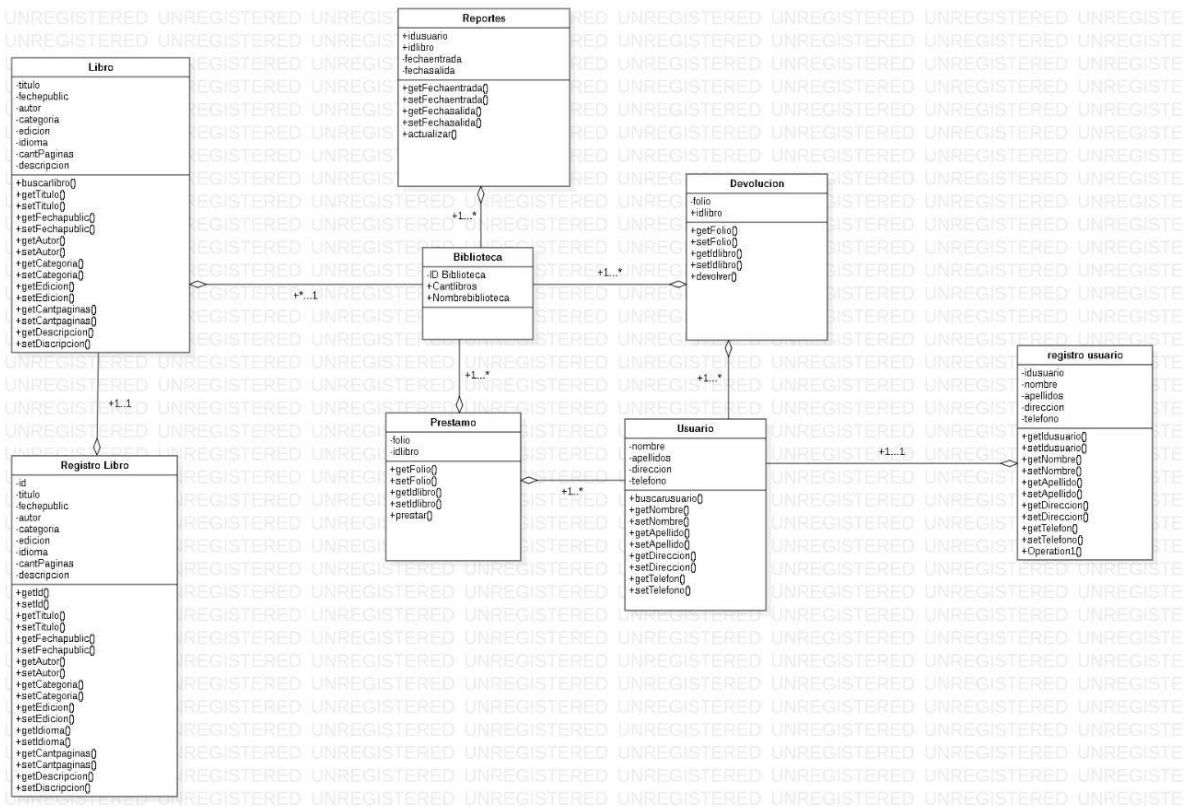 Reportes
+idusuario
+idlibro
-fechaentrada
-fechasalida
+getFechaentrada()
+setFechaentrada()
+getFechasalida()
+setFechasalida()
+actualizar()
Libro
-titulo
-fechepublic
-autor
-categoria
-edicion
-idioma
-cantPaginas
-descripcion
+buscarlibro()
+getTitulo()
+setTitulo()
+getFechapublic()
+setFechapublic()
+getAutor()
+setAutor()
+getCategoria()
+setCategoria()
+getEdicion()
+setEdicion()
+getCantpaginas()
+setCantpaginas()
+getDescripcion()
+setDiscripcion()
+1...*
Biblioteca
-ID Biblioteca
+Cantlibros
+Nombrebiblioteca
+*...1
+1...*
Devolucion
-folio
+idlibro
+getFolio()
+setFolio()
+getIdlibro()
+setIdlibro()
+devolver()
+1...*
+1...*
+1..1
Prestamo
-folio
-idlibro
+getFolio()
+setFolio()
+getIdlibro()
+setIdlibro()
+prestar()
+1..*
Usuario
-nombre
-apellidos
-direccion
-telefono
+buscarusuario()
+getNombre()
+setNombre()
+getApellido()
+setApellido()
+getDireccion()
+setDireccion()
+getTelefon()
+setTelefono()
+1...1
registro usuario
-idusuario
-nombre
-apellidos
-direccion
-telefono
+getIdusuario()
+setIdusuario()
+getNombre()
+setNombre()
+getApellido()
+setApellido()
+getDireccion()
+setDireccion()
+getTelefon()
+setTelefono()
+Operation1()
Registro Libro
-id
-titulo
-fechepublic
-autor
-categoria
-edicion
-idioma
-cantPaginas
-descripcion
+getId()
+setId()
+getTitulo()
+setTitulo()
+getFechapublic()
+setFechapublic()
+getAutor()
+setAutor()
+getCategoria()
+setCategoria()
+getEdicion()
+setEdicion()
+getIdioma()
+setIdioma()
+getCantpaginas()
+setCantpaginas()
+getDescripcion()
+setDiscripcion()
UNREGISTERED